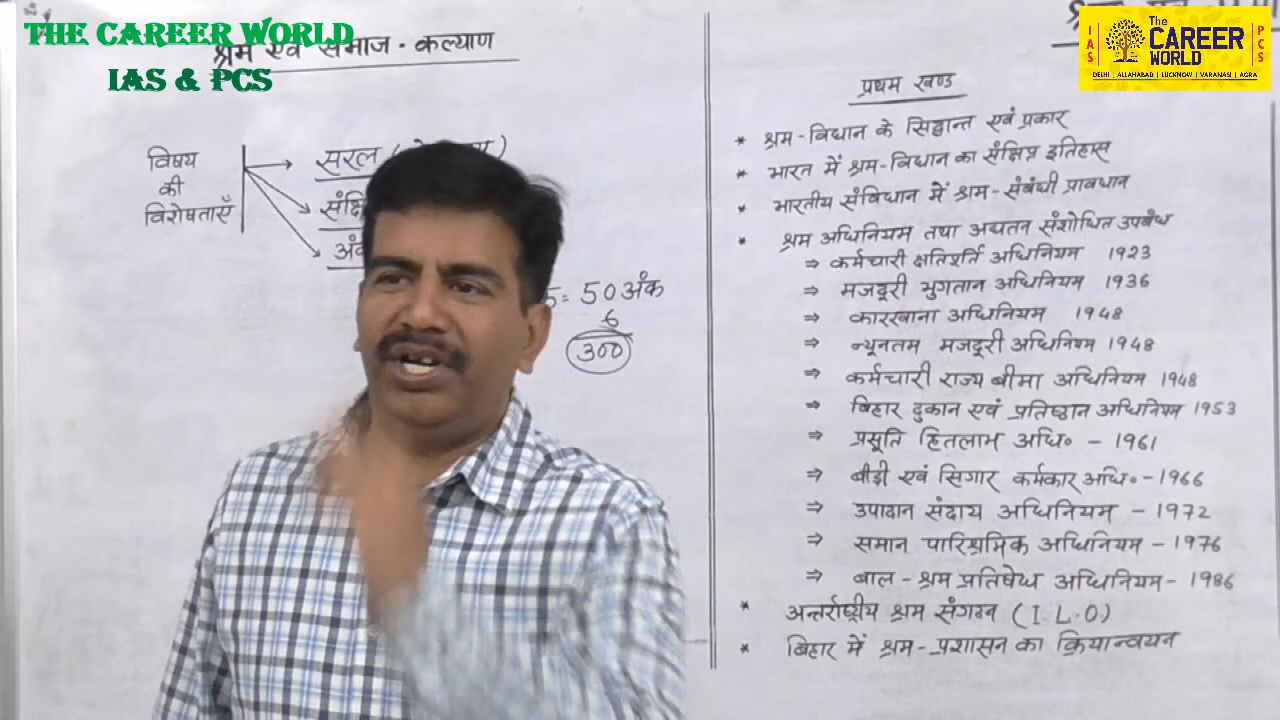 THE CAREER WORLD
IAS & PCS
श्रम एवं समाज - कल्याण
विषय
की
विशेषताएँ
सरल
= 50 अंक
6
300
IAS
The
CAREER
WORLD
PCS
DELHI | ALLAHABAD | LUCKNOW | VARANASI | AGRA
प्रथम खण्ड
* श्रम-विधान के सिद्धान्त एवं प्रकार
* भारत में श्रम-विधान का संक्षिप्त इतिहास
* भारतीय संविधान में श्रम-संबंधी प्रावधान
* श्रम अधिनियम तथा अद्यतन संशोधित उपबंध
⇒ कर्मचारी क्षतिपूर्ति अधिनियम 1923
⇒ मजदूरी भुगतान अधिनियम 1936
⇒ कारखाना अधिनियम 1948
⇒ न्यूनतम मजदूरी अधिनियम 1948
⇒ कर्मचारी राज्य बीमा अधिनियम 1948
⇒ बिहार दुकान एवं प्रतिष्ठान अधिनियम 1953
⇒ प्रसूति हितलाभ अधि० - 1961
⇒ बीड़ी एवं सिगार कर्मकार अधि० - 1966
⇒ उपादान संदाय अधिनियम - 1972
⇒ समान पारिश्रमिक अधिनियम - 1976
⇒ बाल - श्रम प्रतिषेध अधिनियम - 1986
* अन्तर्राष्ट्रीय श्रम संगठन (I.L.O)
* बिहार में श्रम-प्रशासन का क्रियान्वयन